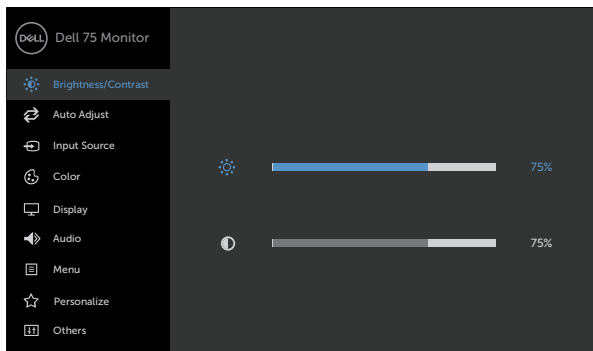 DELL Dell 75 Monitor
Brightness/Contrast
Auto Adjust
Input Source
75%
Color
Display
Audio
75%
Menu
Personalize
Others